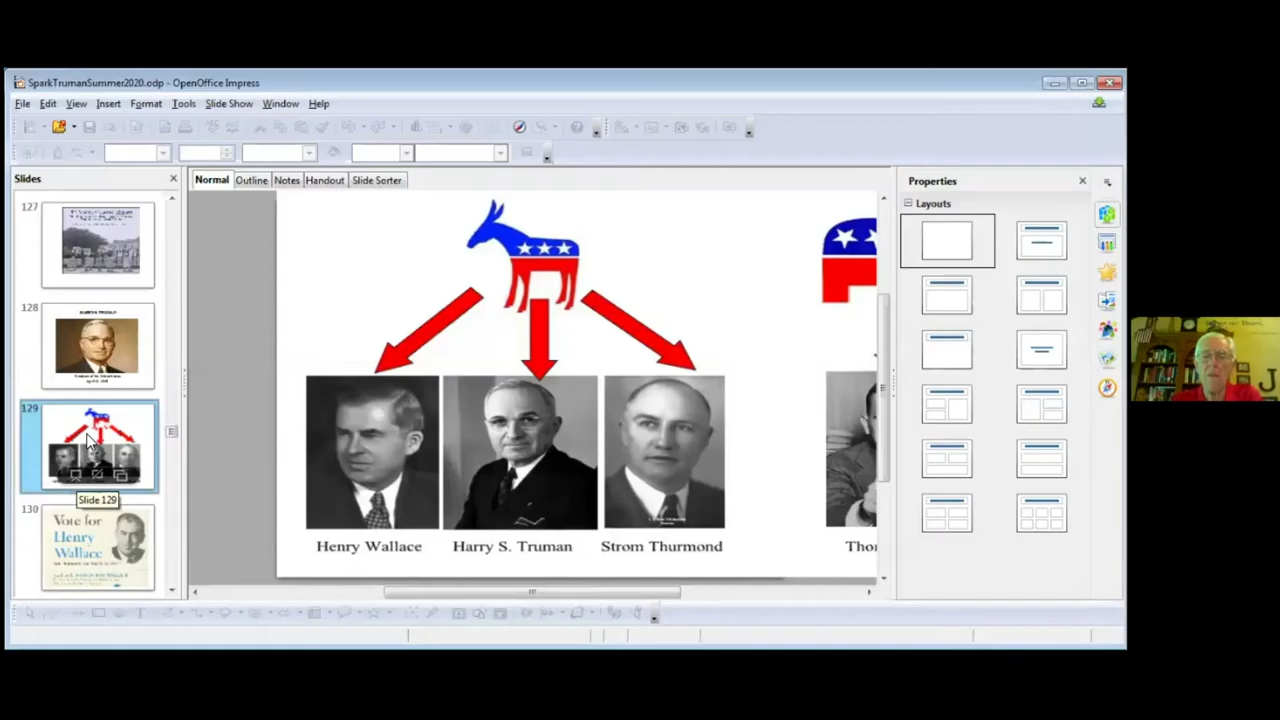 SparkTrumanSummer2020.odp - OpenOffice Impress
File Edit View Insert Format Tools Slide Show Window Help
Slides
Normal Outline Notes Handout Slide Sorter
Properties
Layouts
127
128
129
Slide 129
130
Vote for
Henry
Wallace
Henry Wallace
Harry S. Truman
Strom Thurmond
Thor